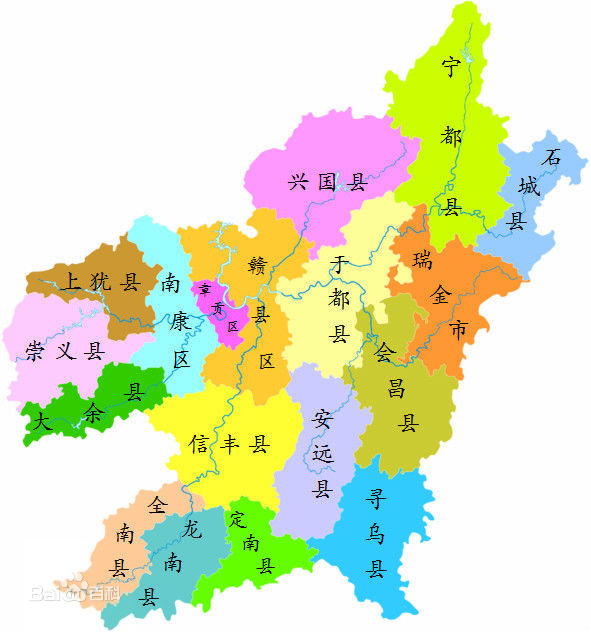 宁都县
石城县
兴国县
瑞金市
于都县
赣县区
章贡区
南康区
上犹县
崇义县
大余县
会昌县
安远县
信丰县
寻乌县
全南县
龙南县
定南县
Bai百科